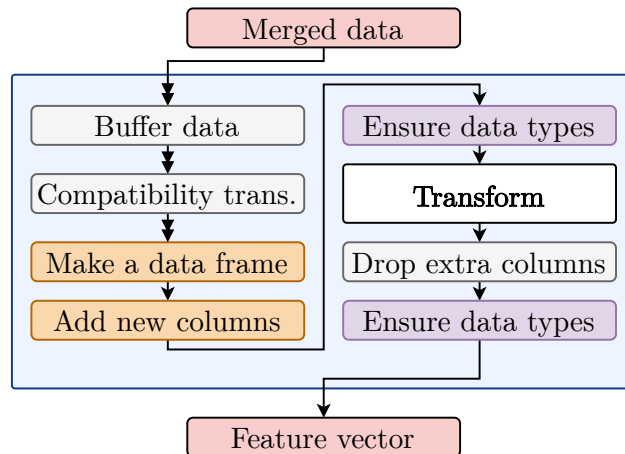 Merged data
Buffer data
Compatibility trans.
Make a data frame
Add new columns
Ensure data types
Transform
Drop extra columns
Ensure data types
Feature vector